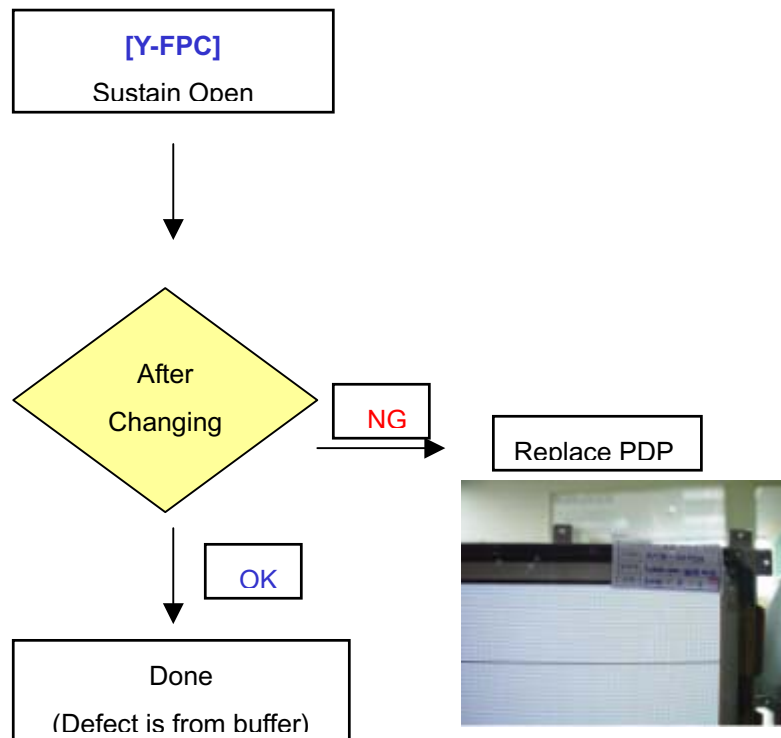 [Y-FPC]
Sustain Open
After
Changing
NG
Replace PDP
OK
Done
(Defect is from buffer)